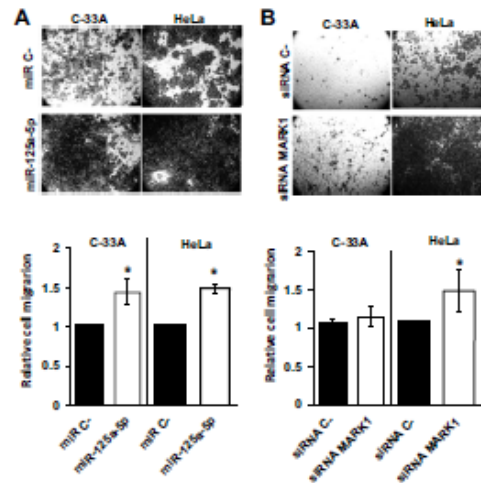 A
C-33A HeLa
miR C-
miR-125a-5p
B
C-33A HeLa
siRNA C-
siRNA MARK1
Relative cell migrarion
2
1.5
1
0.5
0
C-33A HeLa
* *
miR C-
miR-125a-5p
miR C-
miR-125a-5p
Relative cell migrarion
2
1.5
1
0.5
0
C-33A HeLa
*
siRNA C-
siRNA MARK1
siRNA C-
siRNA MARK1